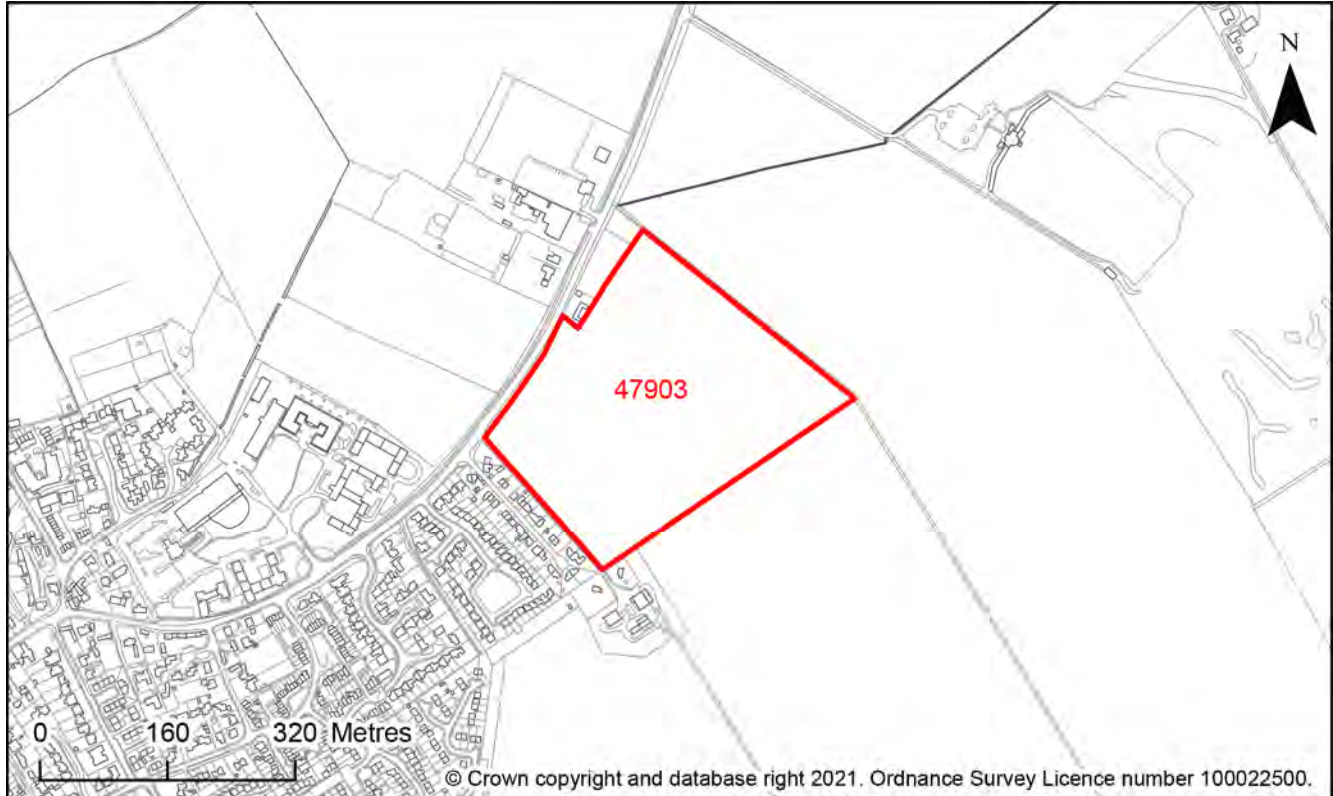 N
47903
0 160 320 Metres
© Crown copyright and database right 2021. Ordnance Survey Licence number 100022500.